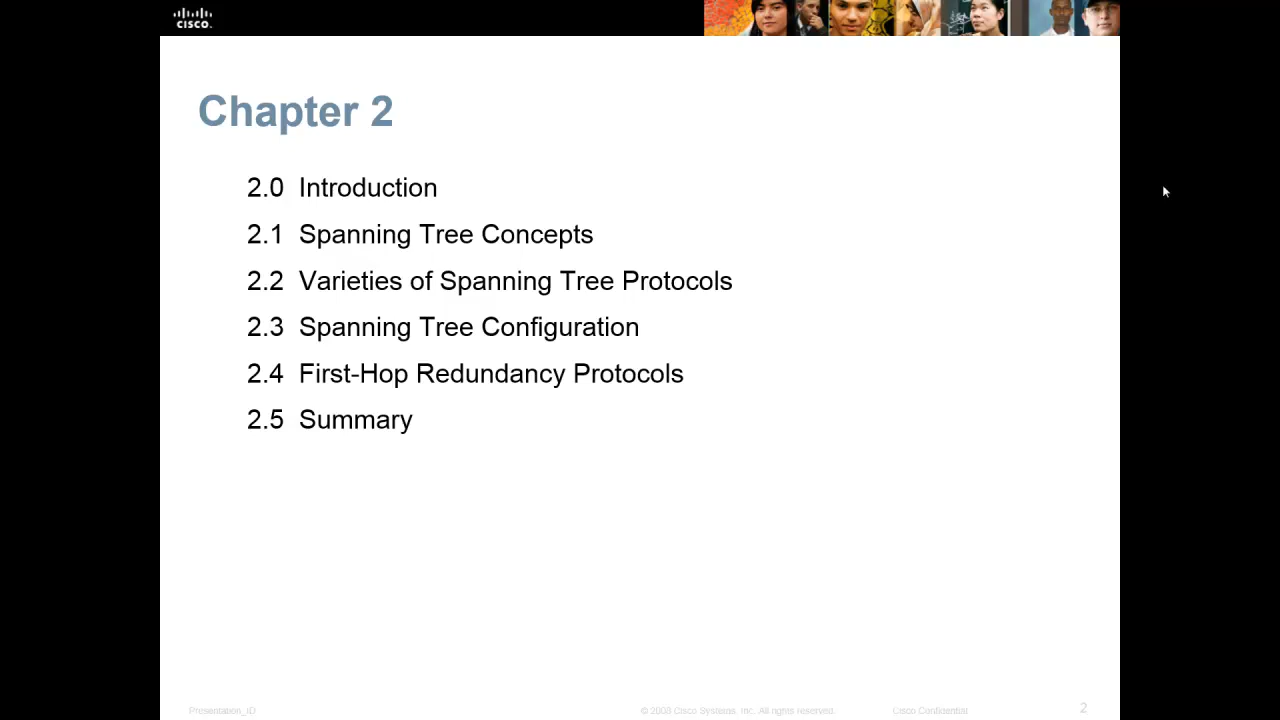 CISCO.
Chapter 2
2.0 Introduction
2.1 Spanning Tree Concepts
2.2 Varieties of Spanning Tree Protocols
2.3 Spanning Tree Configuration
2.4 First-Hop Redundancy Protocols
2.5 Summary
Presentation_ID © 2008 Cisco Systems, Inc. All rights reserved. Cisco Confidential 2